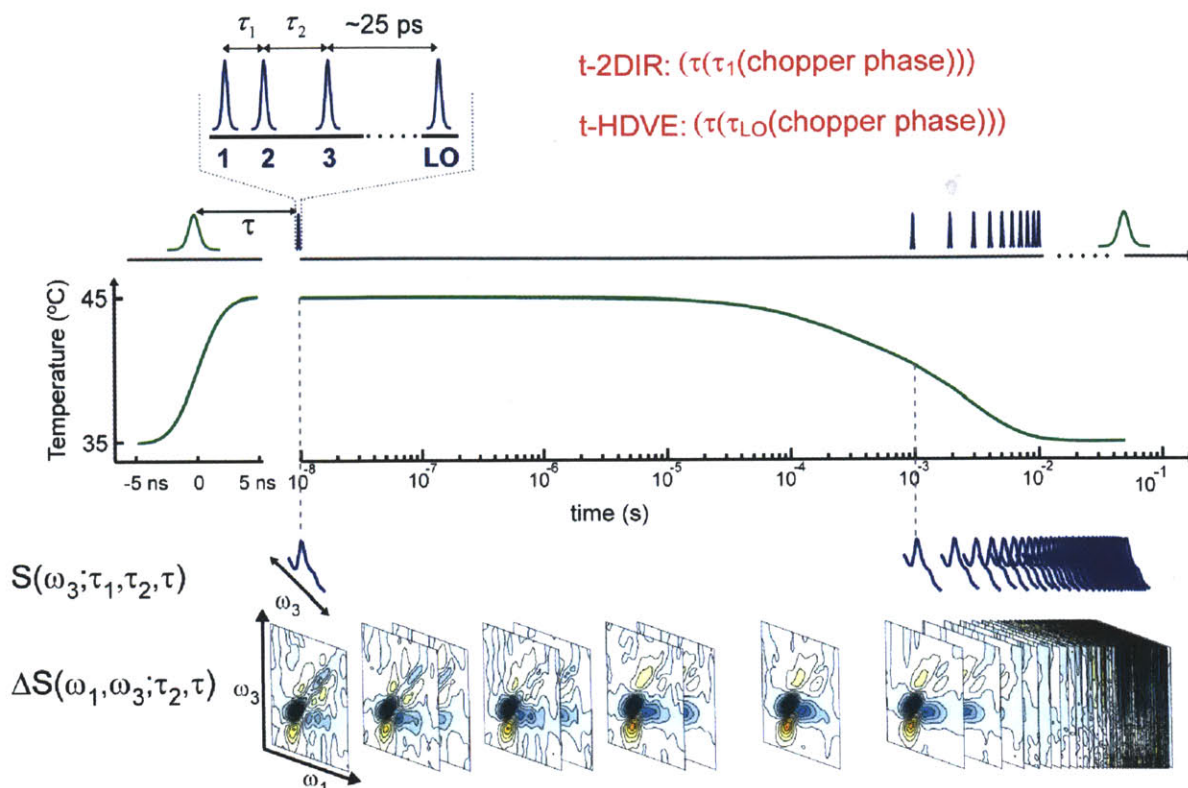 τ₁ τ₂ ~25 ps
1 2 3 LO
t-2DIR: (τ(τ₁(chopper phase)))
t-HDVE: (τ(τ_LO(chopper phase)))
τ
Temperature (ºC)
45
35
-5 ns 0 5 ns 10⁻⁸ 10⁻⁷ 10⁻⁶ 10⁻⁵ 10⁻⁴ 10⁻³ 10⁻² 10⁻¹
time (s)
S(ω₃;τ₁,τ₂,τ)
ω₃
ΔS(ω₁,ω₃;τ₂,τ)
ω₃
ω₁